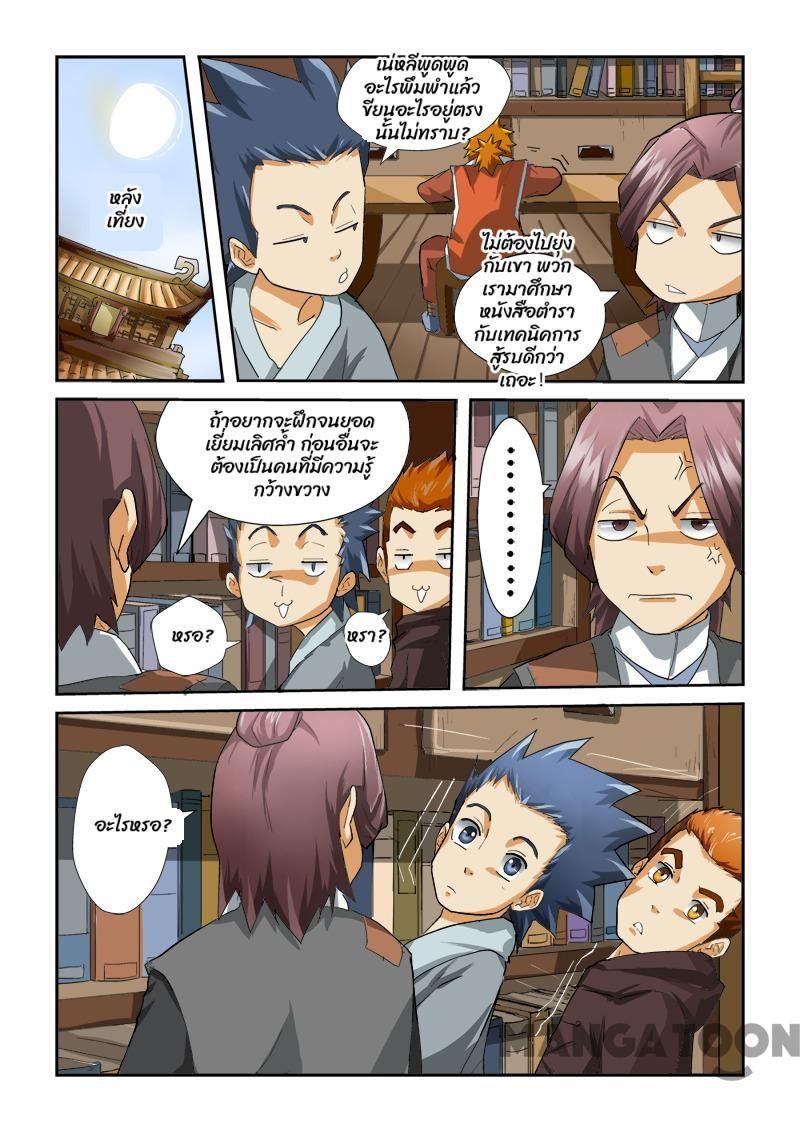 หลัง
เที่ยง
เน่หลีพูดพูด
อะไรพึมพำแล้ว
ขียนอะไรอยู่ตรง
นั้นไม่ทราบ?
ไม่ต้องไปยุ่ง
กับเขา พวก
เรามาศึกษา
หนังสือตำรา
กับเทคนิคการ
สู้รบดีกว่า
เถอะ!
ถ้าอยากจะฝึกจนยอด
เยี่ยมเลิศล้ำ ก่อนอื่นจะ
ต้องเป็นคนที่มีความรู้
กว้างขวาง
หรอ?
หรา?
อะไรหรอ?
MANGATOON